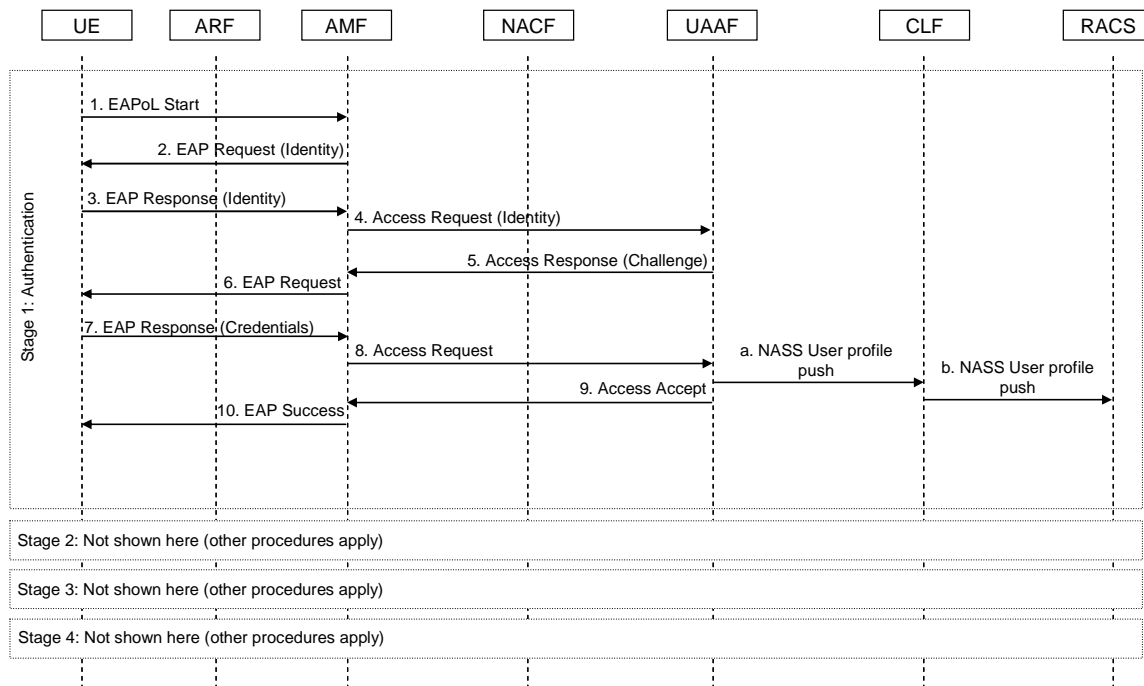 UE
ARF
AMF
NACF
UAAF
CLF
RACS
Stage 1: Authentication
1. EAPoL Start
2. EAP Request (Identity)
3. EAP Response (Identity)
4. Access Request (Identity)
5. Access Response (Challenge)
6. EAP Request
7. EAP Response (Credentials)
8. Access Request
a. NASS User profile
push
b. NASS User profile
push
9. Access Accept
10. EAP Success
Stage 2: Not shown here (other procedures apply)
Stage 3: Not shown here (other procedures apply)
Stage 4: Not shown here (other procedures apply)